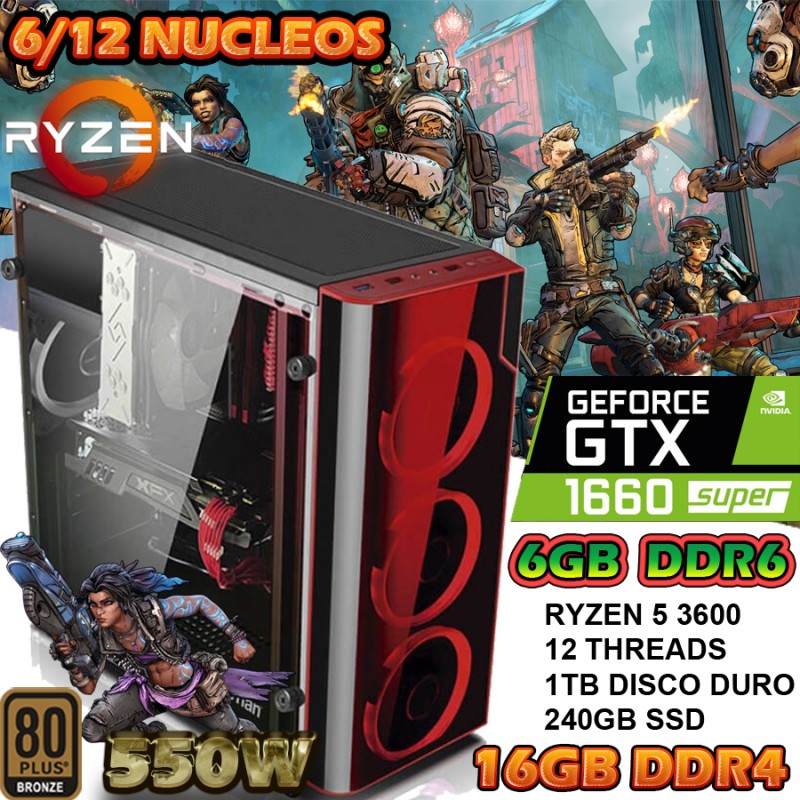 6/12 NUCLEOS
RYZEN
GEFORCE
GTX
NVIDIA
1660 SUPER
XFX
6GB DDR6
RYZEN 5 3600
12 THREADS
1TB DISCO DURO
240GB SSD
16GB DDR4
80
PLUS®
BRONZE
550W